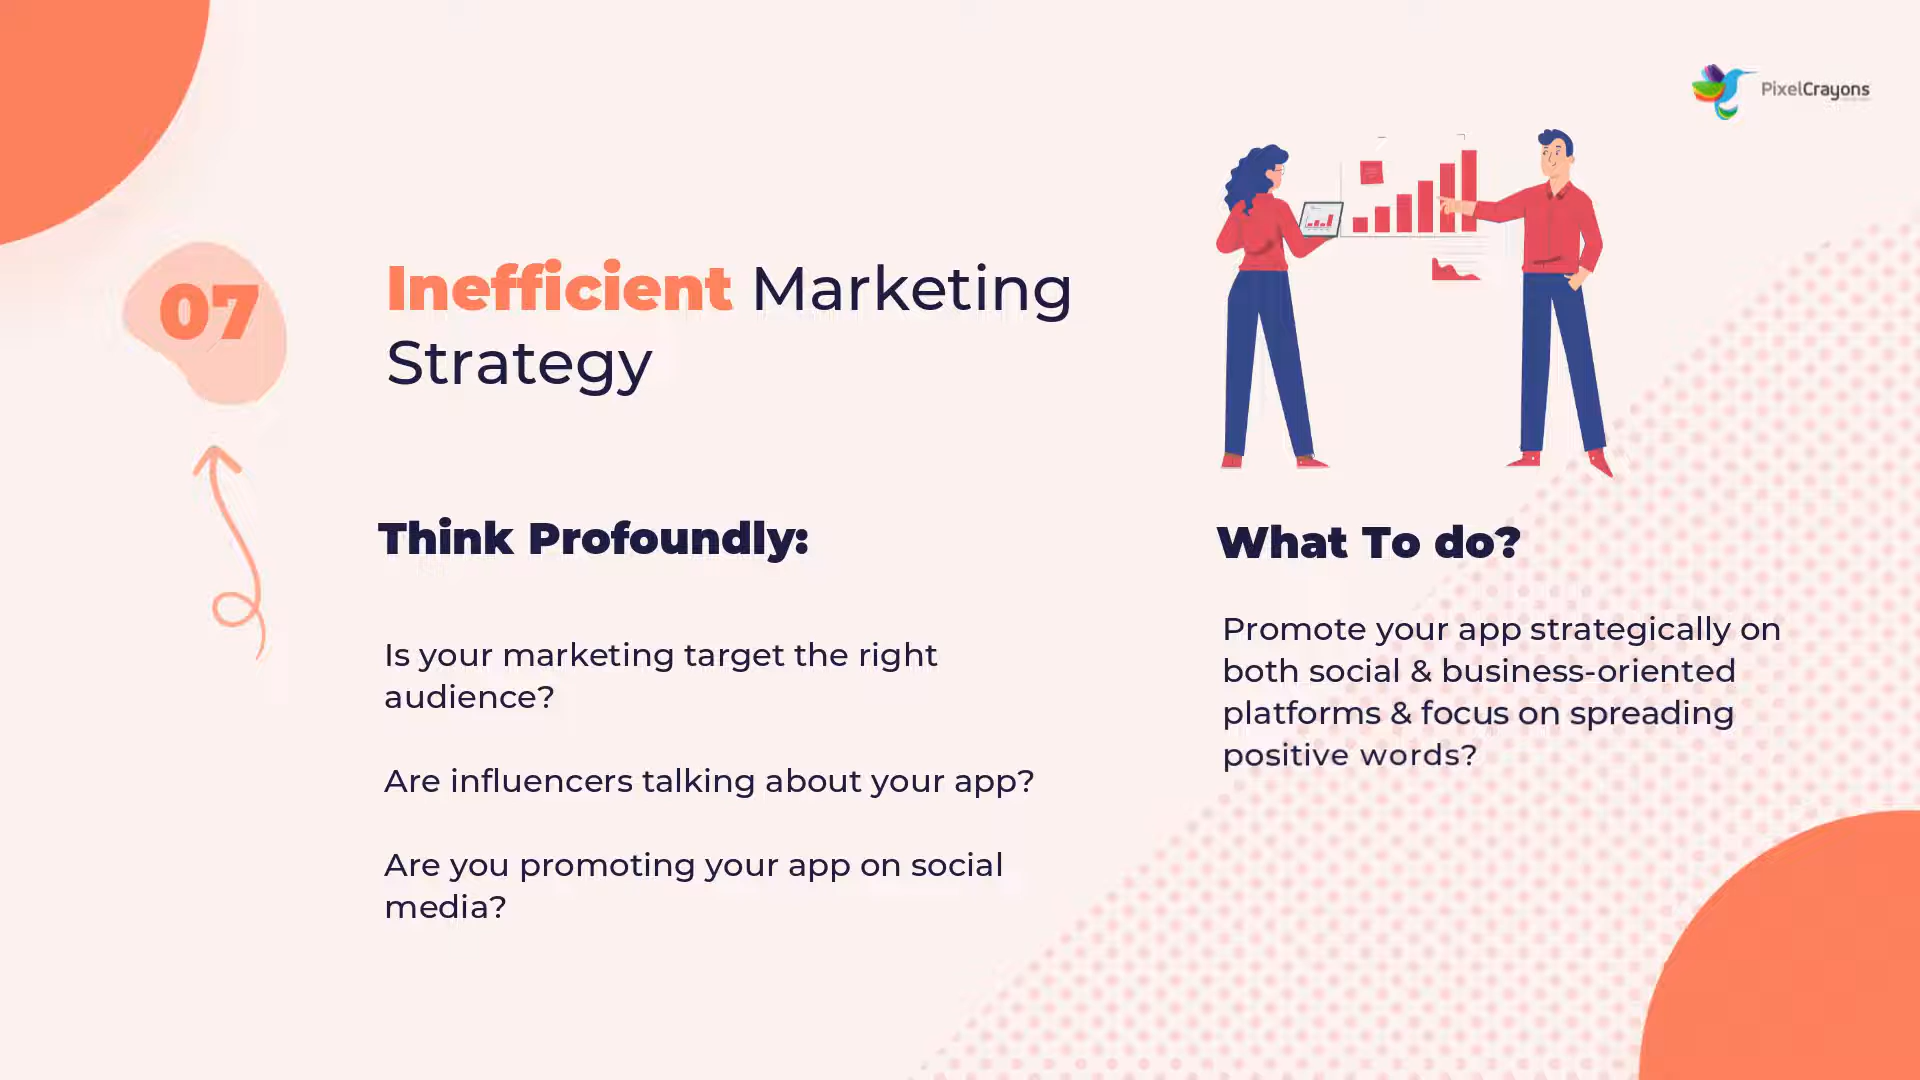 PixelCrayons
07
Inefficient Marketing
Strategy
Think Profoundly:
Is your marketing target the right
audience?
Are influencers talking about your app?
Are you promoting your app on social
media?
What To do?
Promote your app strategically on
both social & business-oriented
platforms & focus on spreading
positive words?